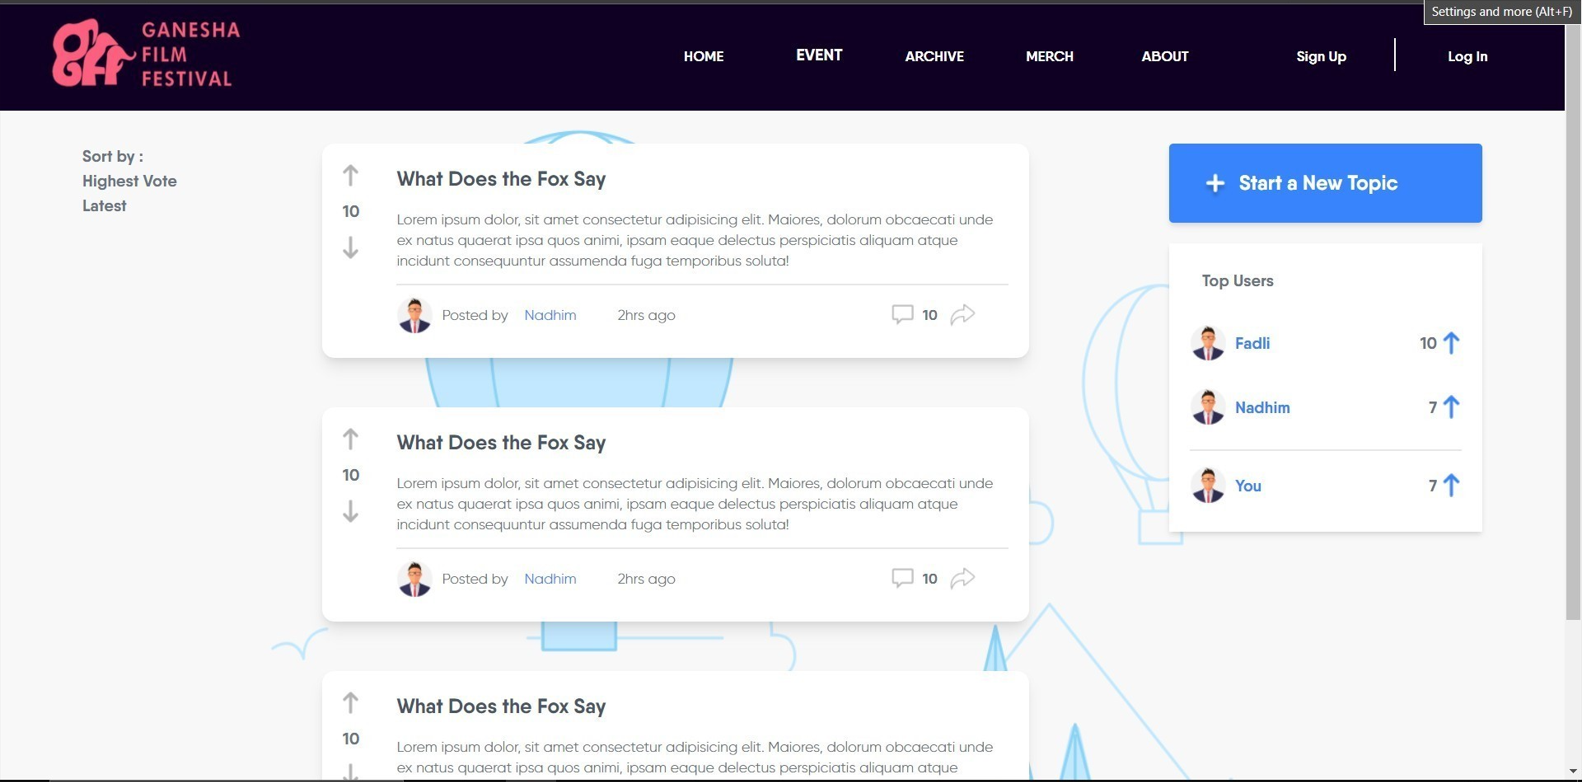 Settings and more (Alt+F)
GANESHA
FILM
FESTIVAL
HOME
EVENT
ARCHIVE
MERCH
ABOUT
Sign Up
Log In
Sort by :
Highest Vote
Latest
What Does the Fox Say
10
Lorem ipsum dolor, sit amet consectetur adipisicing elit. Maiores, dolorum obcaecati unde
ex natus quaerat ipsa quos animi, ipsam eaque delectus perspiciatis aliquam atque
incidunt consequuntur assumenda fuga temporibus soluta!
Posted by Nadhim 2hrs ago 10
What Does the Fox Say
10
Lorem ipsum dolor, sit amet consectetur adipisicing elit. Maiores, dolorum obcaecati unde
ex natus quaerat ipsa quos animi, ipsam eaque delectus perspiciatis aliquam atque
incidunt consequuntur assumenda fuga temporibus soluta!
Posted by Nadhim 2hrs ago 10
What Does the Fox Say
10
Lorem ipsum dolor, sit amet consectetur adipisicing elit. Maiores, dolorum obcaecati unde
ex natus quaerat ipsa quos animi, ipsam eaque delectus perspiciatis aliquam atque
+ Start a New Topic
Top Users
Fadli 10
Nadhim 7
You 7